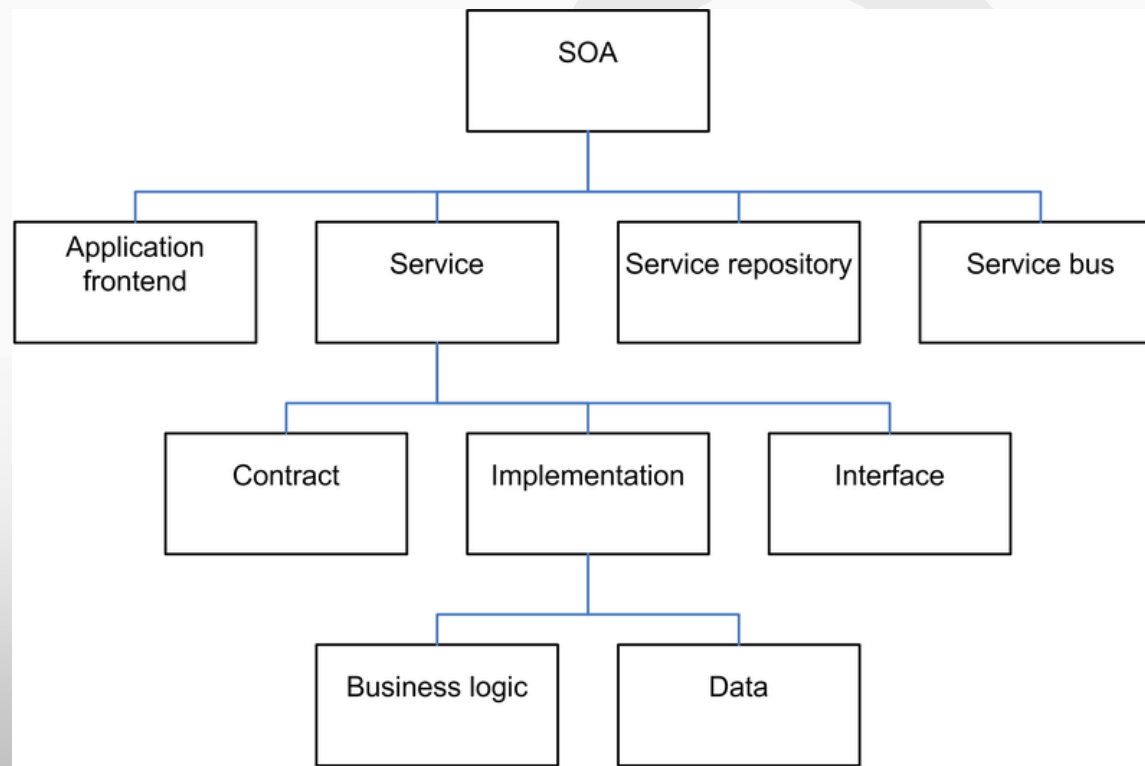 SOA
Application
frontend
Service
Service repository
Service bus
Contract
Implementation
Interface
Business logic
Data